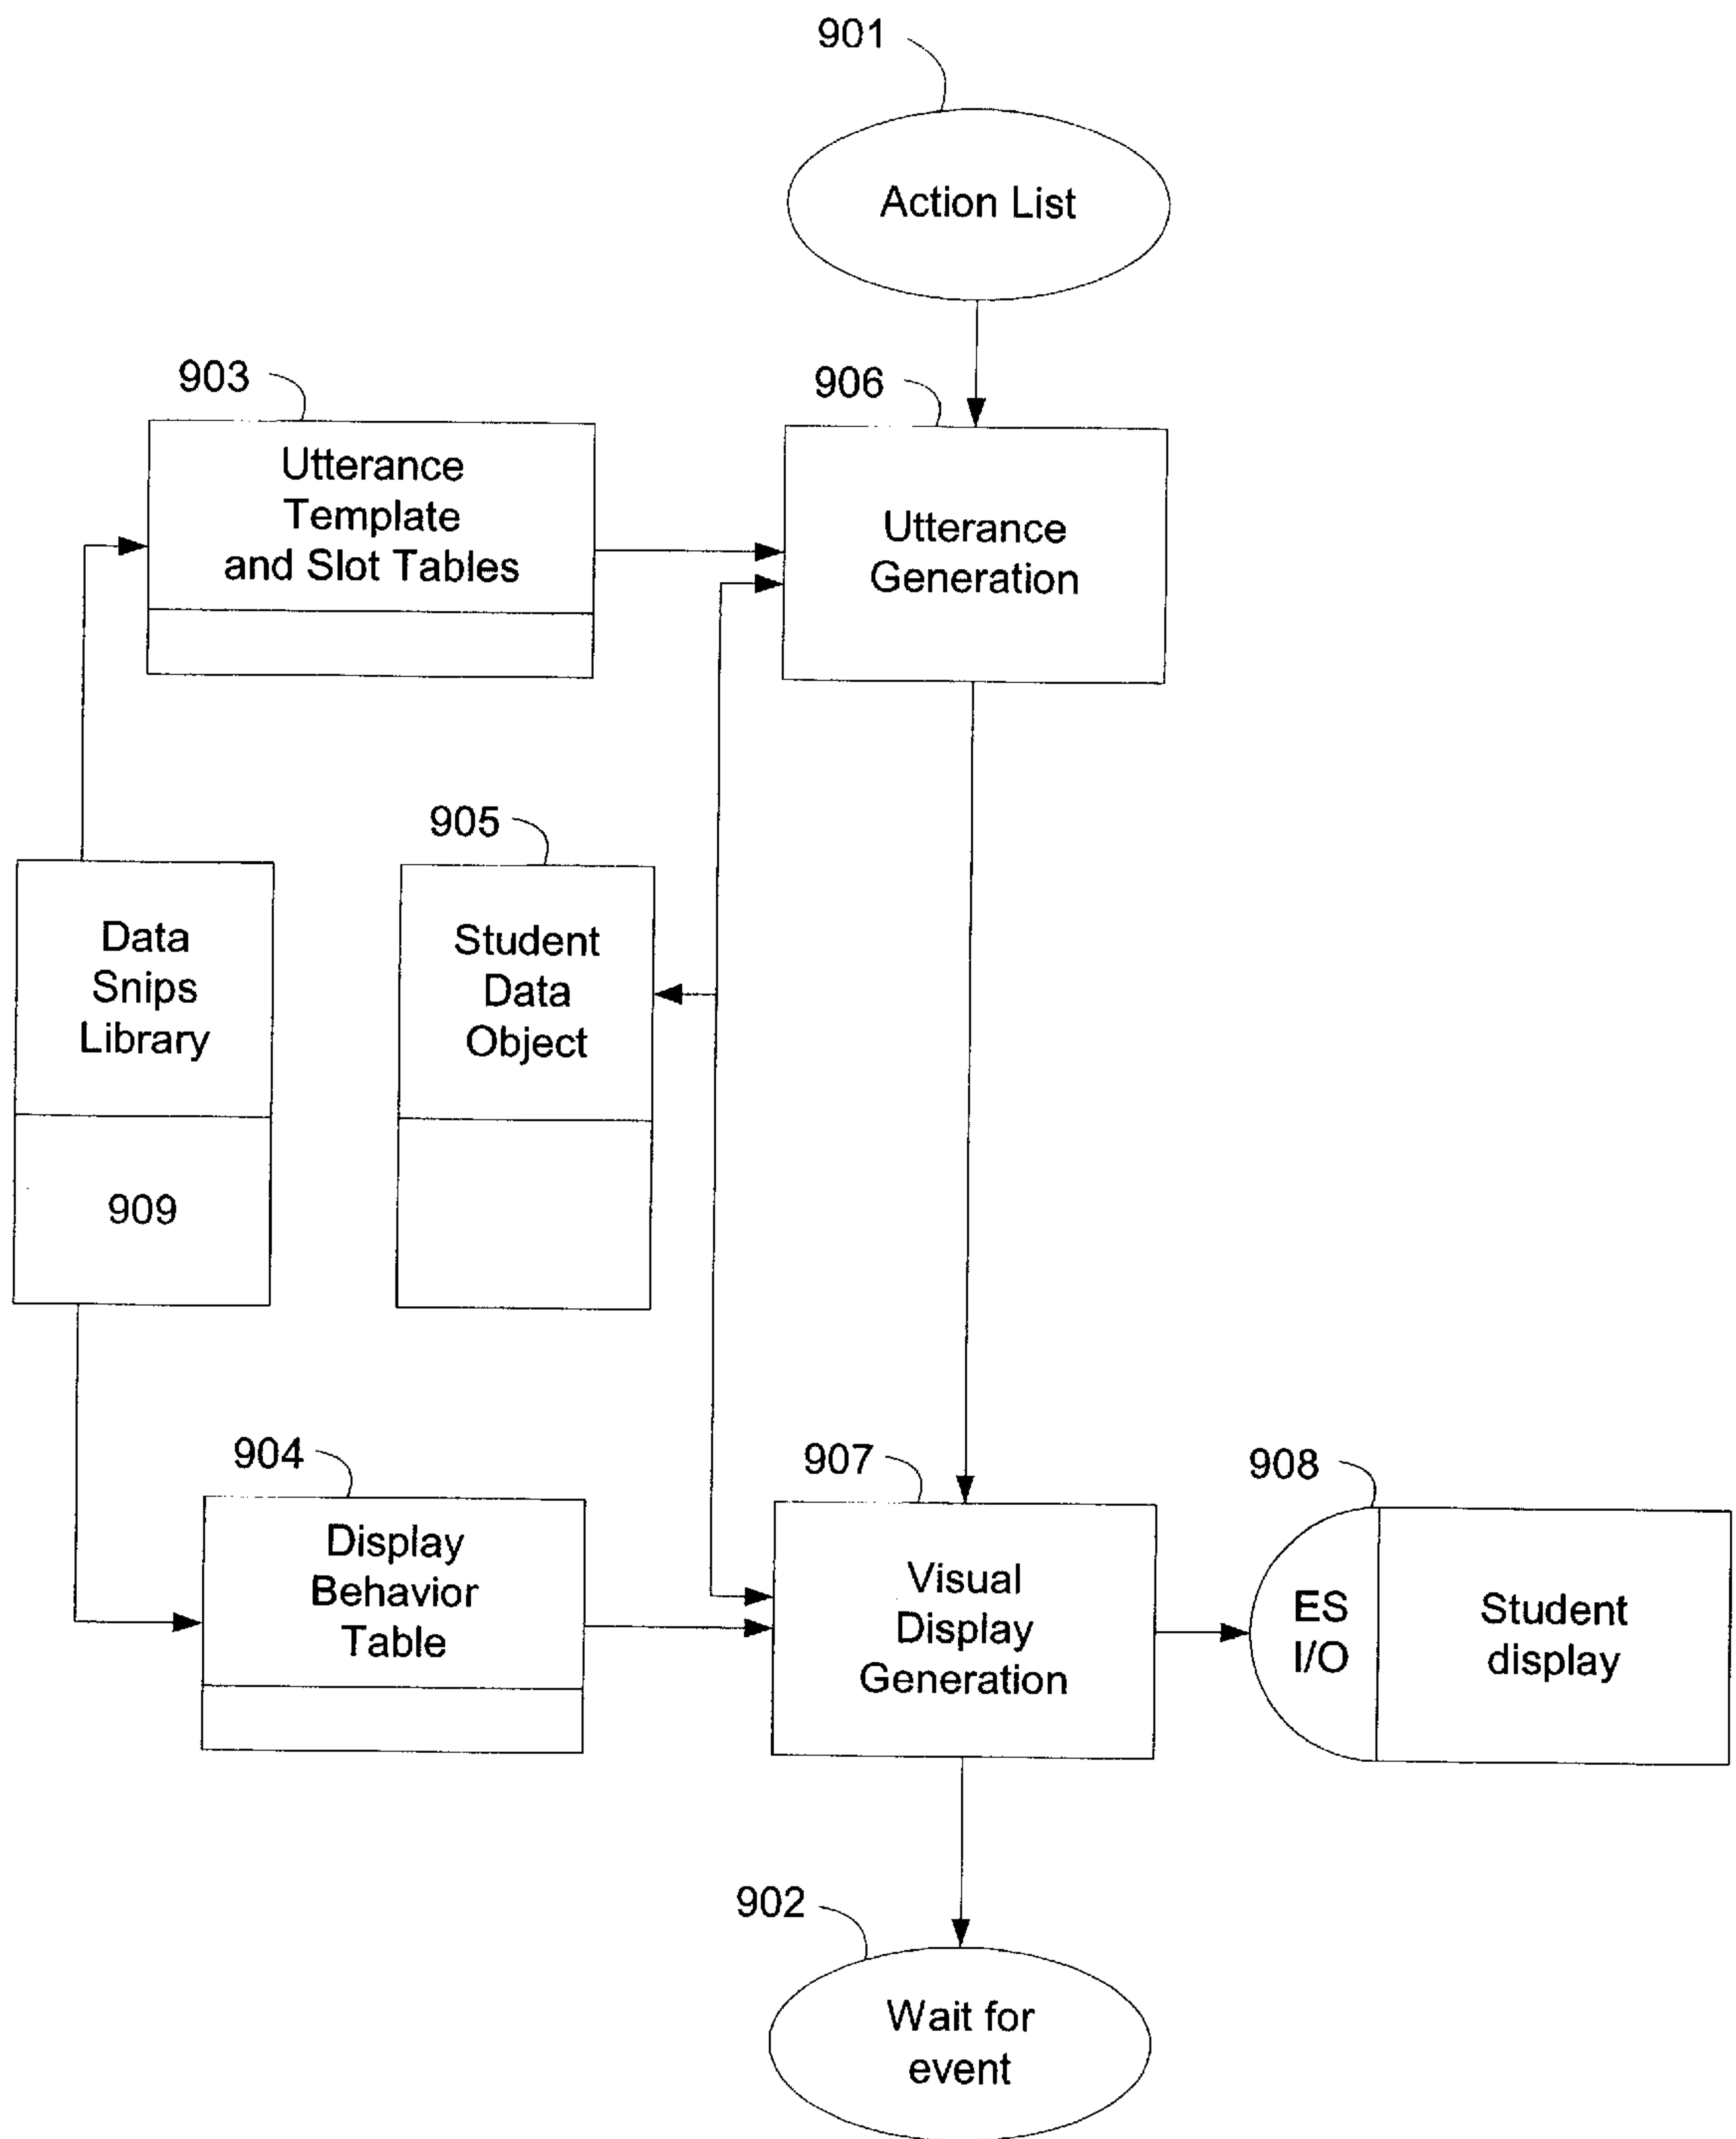 901
Action List
903
Utterance
Template
and Slot Tables
906
Utterance
Generation
Data
Snips
Library
909
905
Student
Data
Object
904
Display
Behavior
Table
907
Visual
Display
Generation
908
ES
I/O
Student
display
902
Wait for
event